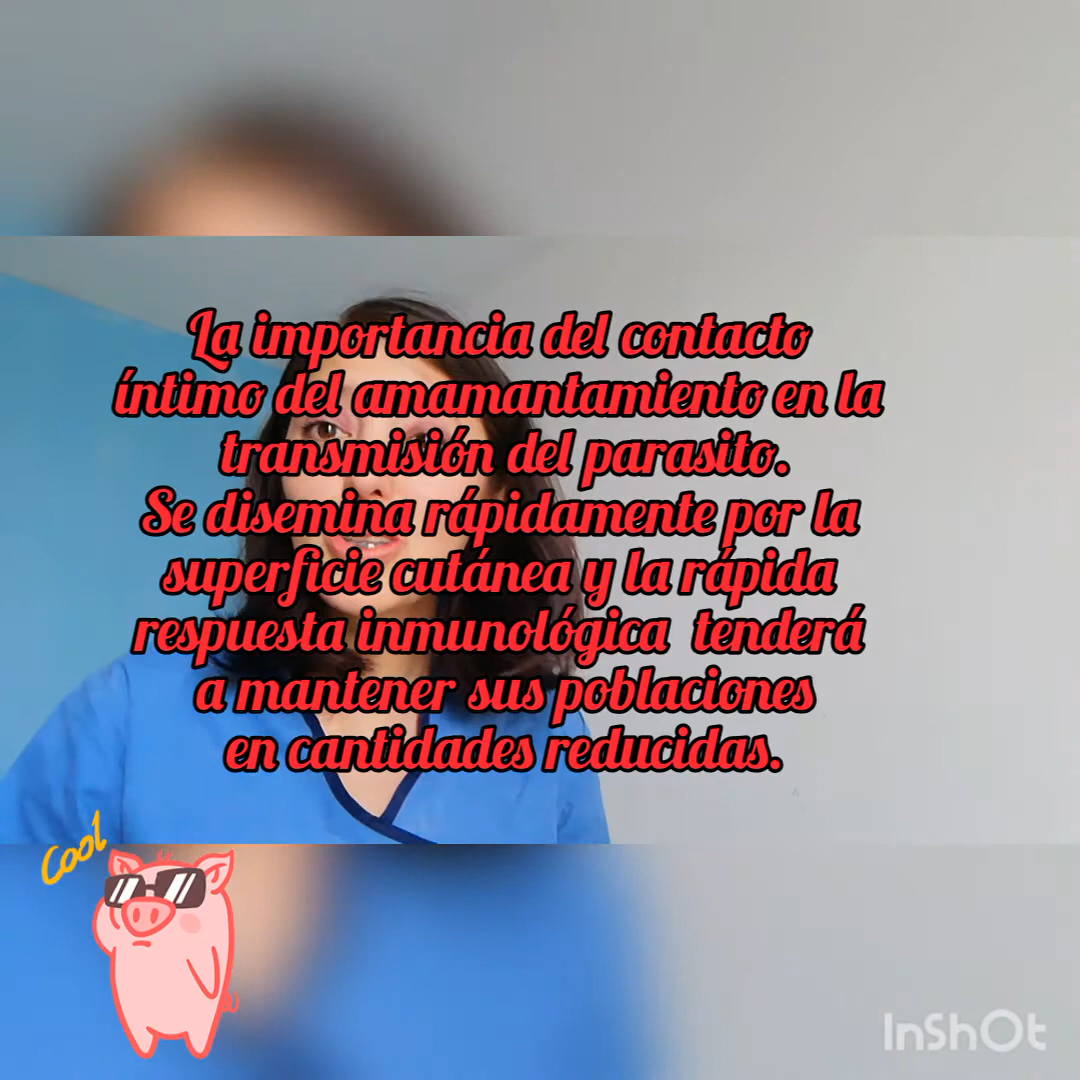 La importancia del contacto
íntimo del amamantamiento en la
transmisión del parasito.
Se disemina rápidamente por la
superficie cutánea y la rápida
respuesta inmunológica tenderá
a mantener sus poblaciones
en cantidades reducidas.
Cool
InShOt